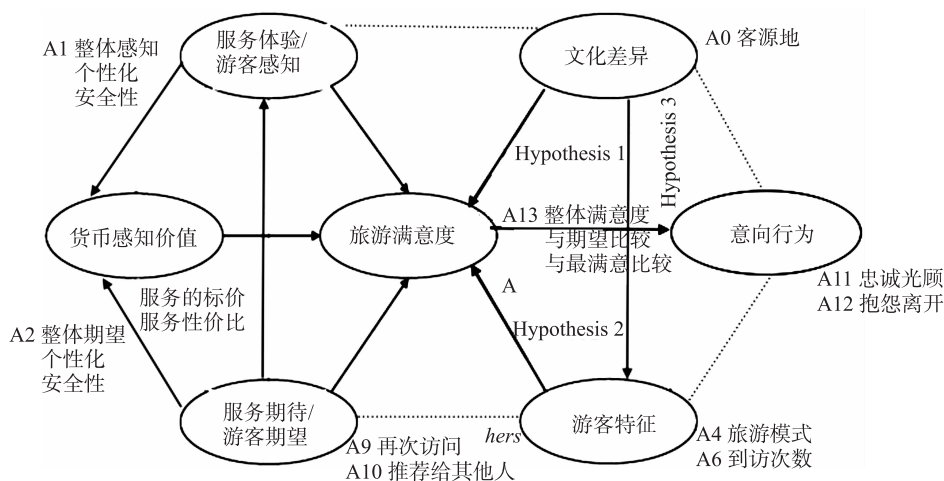 A1 整体感知
个性化
安全性
服务体验/
游客感知
文化差异
A0 客源地
Hypothesis 1
Hypothesis 3
货币感知价值
旅游满意度
A13 整体满意度
与期望比较
与最满意比较
意向行为
A11 忠诚光顾
A12 抱怨离开
服务的标价
服务性价比
A
Hypothesis 2
A2 整体期望
个性化
安全性
服务期待/
游客期望
A9 再次访问
A10 推荐给其他人
hers
游客特征
A4 旅游模式
A6 到访次数